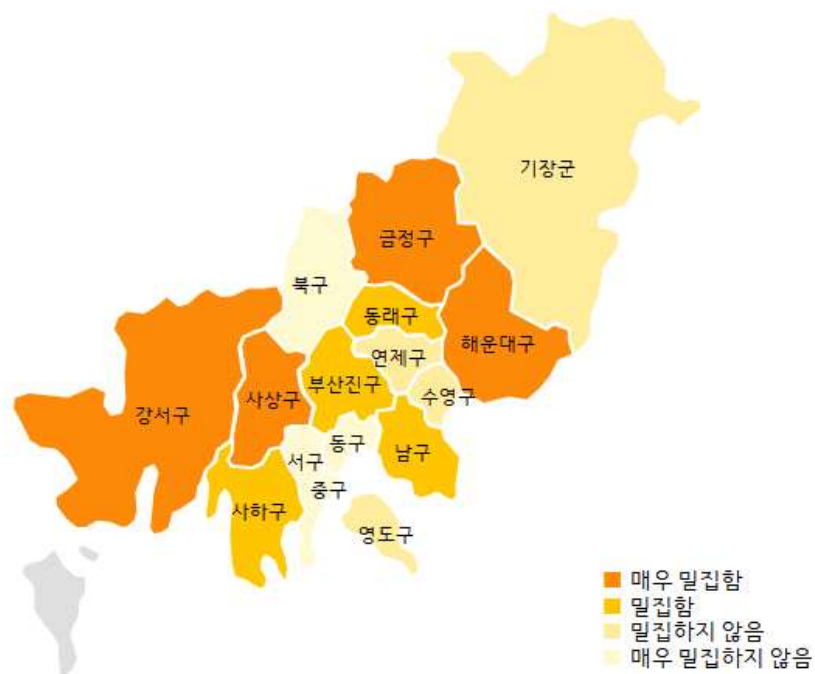 기장군
금정구
북구
동래구
해운대구
연제구
부산진구
수영구
사상구
강서구
동구
남구
서구
중구
사하구
영도구
매우 밀집함
밀집함
밀집하지 않음
매우 밀집하지 않음